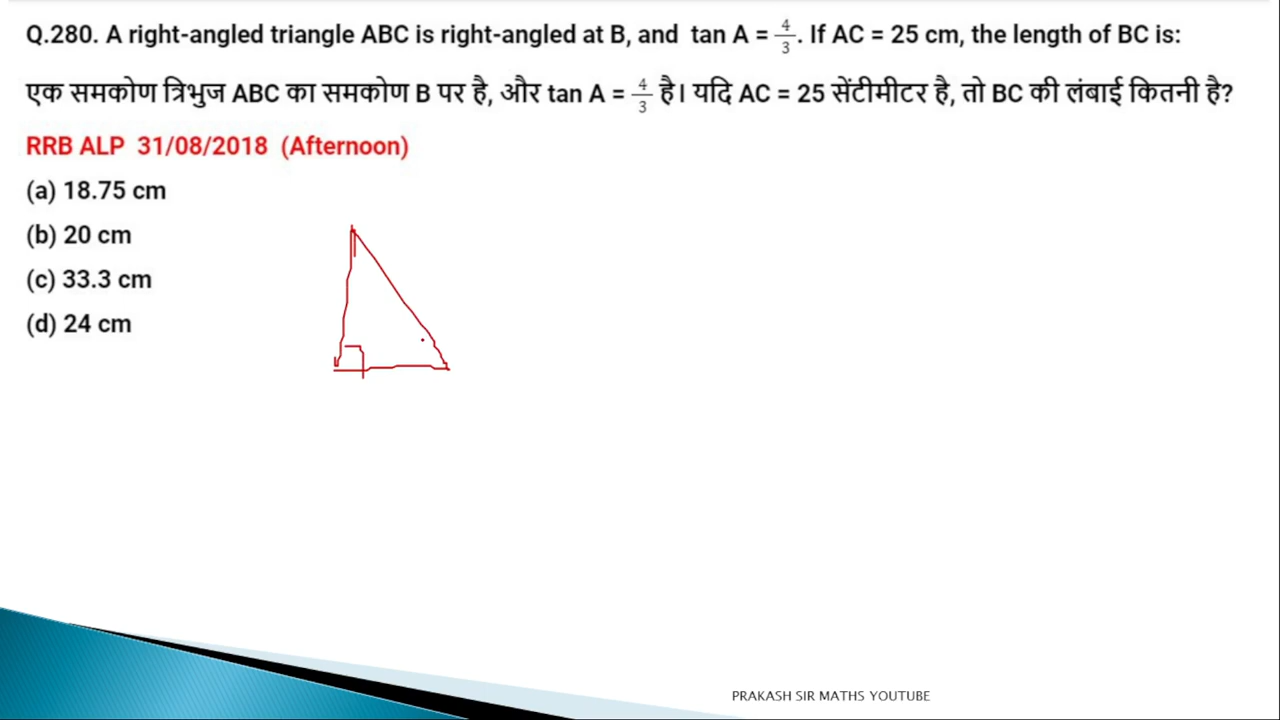 Q.280. A right-angled triangle ABC is right-angled at B, and tan A = 4/3. If AC = 25 cm, the length of BC is:
एक समकोण त्रिभुज ABC का समकोण B पर है, और tan A = 4/3 है। यदि AC = 25 सेंटीमीटर है, तो BC की लंबाई कितनी है?
RRB ALP 31/08/2018 (Afternoon)
(a) 18.75 cm
(b) 20 cm
(c) 33.3 cm
(d) 24 cm
PRAKASH SIR MATHS YOUTUBE